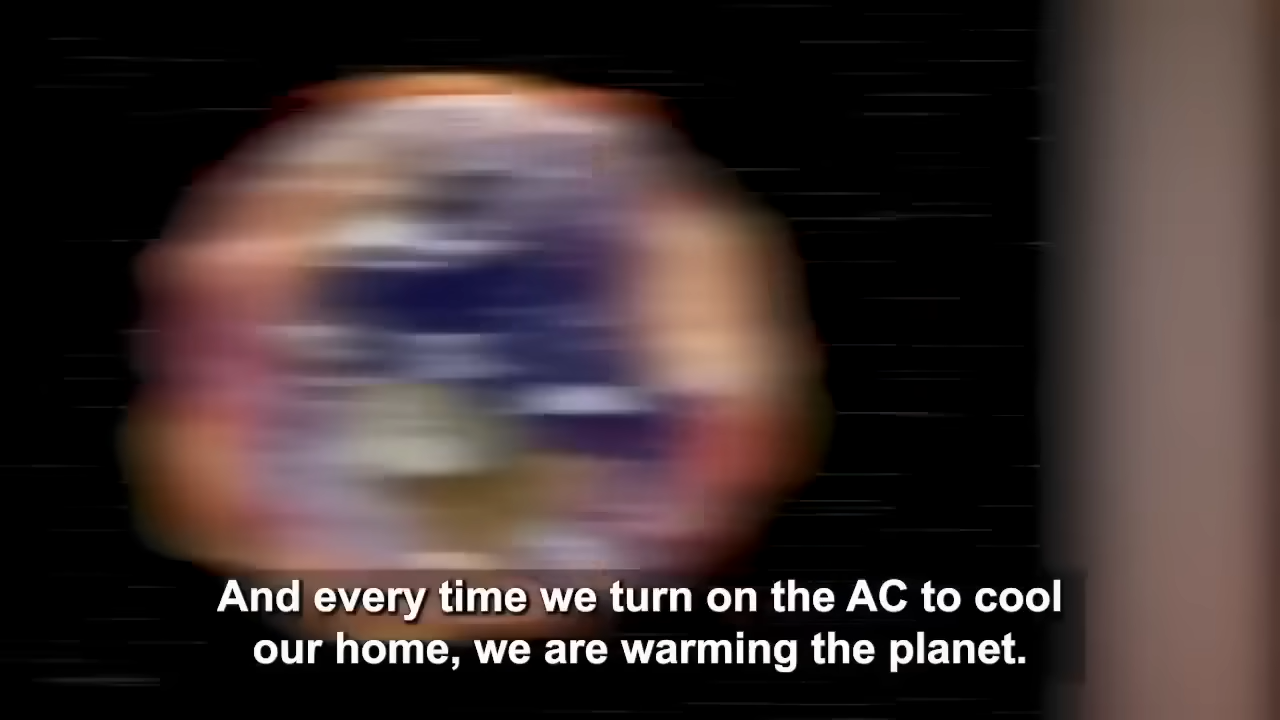 And every time we turn on the AC to cool
our home, we are warming the planet.